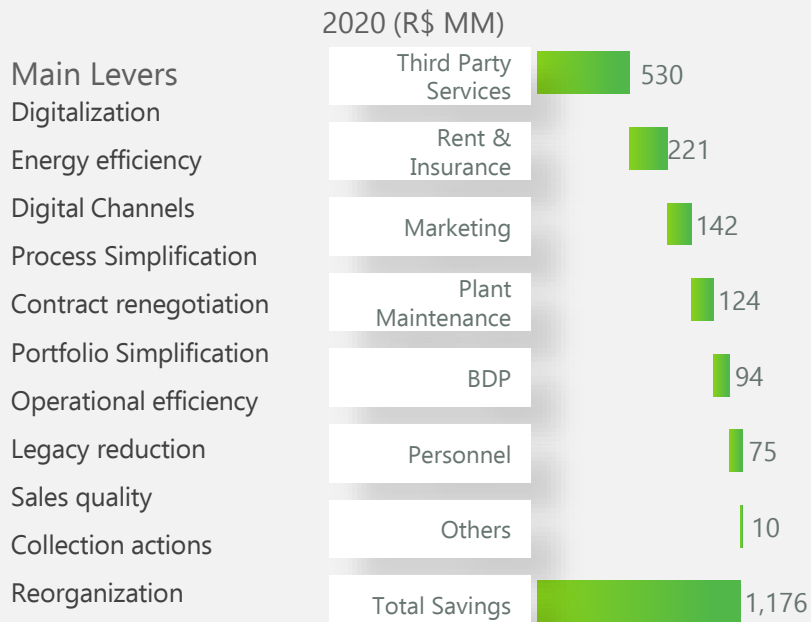 2020 (R$ MM)
Main Levers
Digitalization
Energy efficiency
Digital Channels
Process Simplification
Contract renegotiation
Portfolio Simplification
Operational efficiency
Legacy reduction
Sales quality
Collection actions
Reorganization
Third Party
Services
530
Rent &
Insurance
221
Marketing
142
Plant
Maintenance
124
BDP
94
Personnel
75
Others
10
Total Savings
1,176